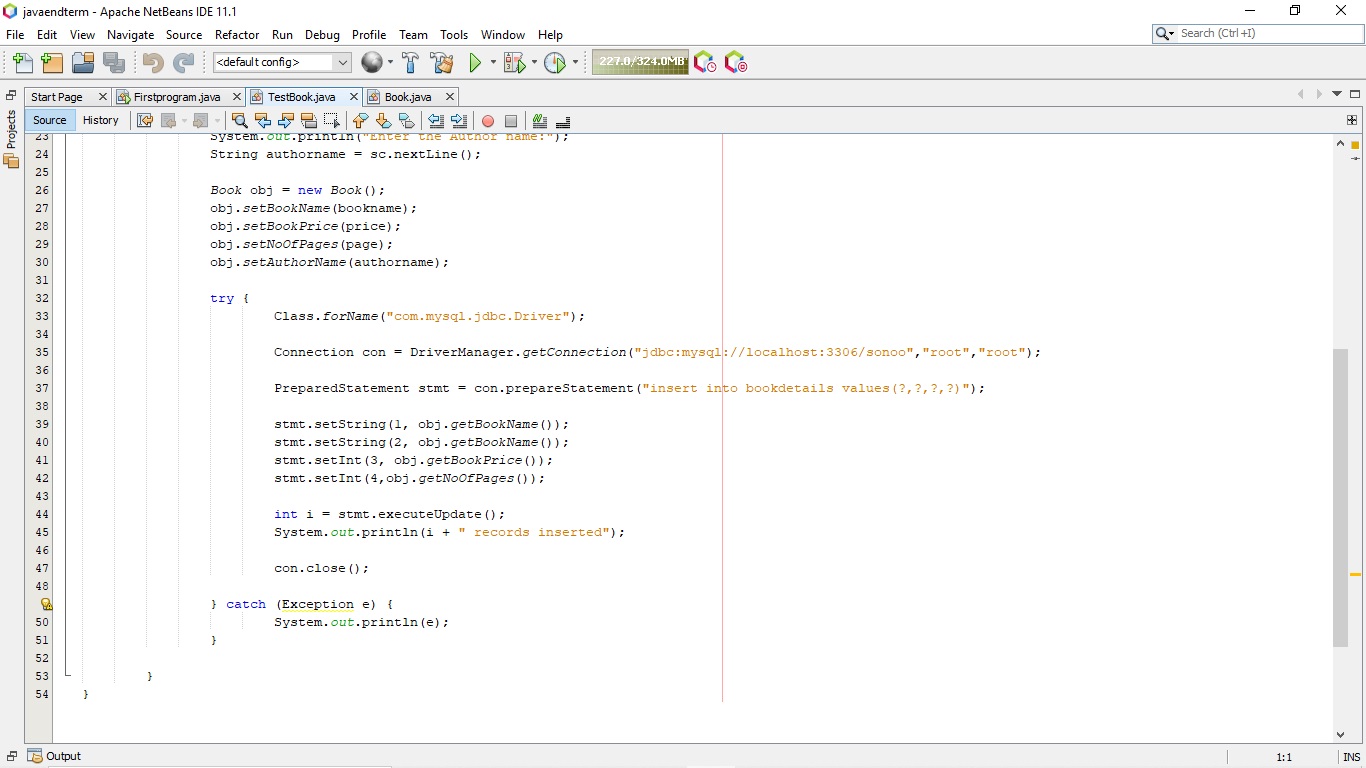 javaendterm - Apache NetBeans IDE 11.1
File Edit View Navigate Source Refactor Run Debug Profile Team Tools Window Help
Search (Ctrl+I)
<default config>
227.0/324.0MB
Start Page Firstprogram.java TestBook.java Book.java
Projects
Source History
23 System.out.println("Enter the Author name:");
24 String authorname = sc.nextLine();
25
26 Book obj = new Book();
27 obj.setBookName(bookname);
28 obj.setBookPrice(price);
29 obj.setNoOfPages(page);
30 obj.setAuthorName(authorname);
31
32 try {
33 Class.forName("com.mysql.jdbc.Driver");
34
35 Connection con = DriverManager.getConnection("jdbc:mysql://localhost:3306/sonoo","root","root");
36
37 PreparedStatement stmt = con.prepareStatement("insert into bookdetails values(?,?,?,?)");
38
39 stmt.setString(1, obj.getBookName());
40 stmt.setString(2, obj.getBookName());
41 stmt.setInt(3, obj.getBookPrice());
42 stmt.setInt(4,obj.getNoOfPages());
43
44 int i = stmt.executeUpdate();
45 System.out.println(i + " records inserted");
46
47 con.close();
48
} catch (Exception e) {
50 System.out.println(e);
51 }
52
53 }
54 }
Output
1:1 INS